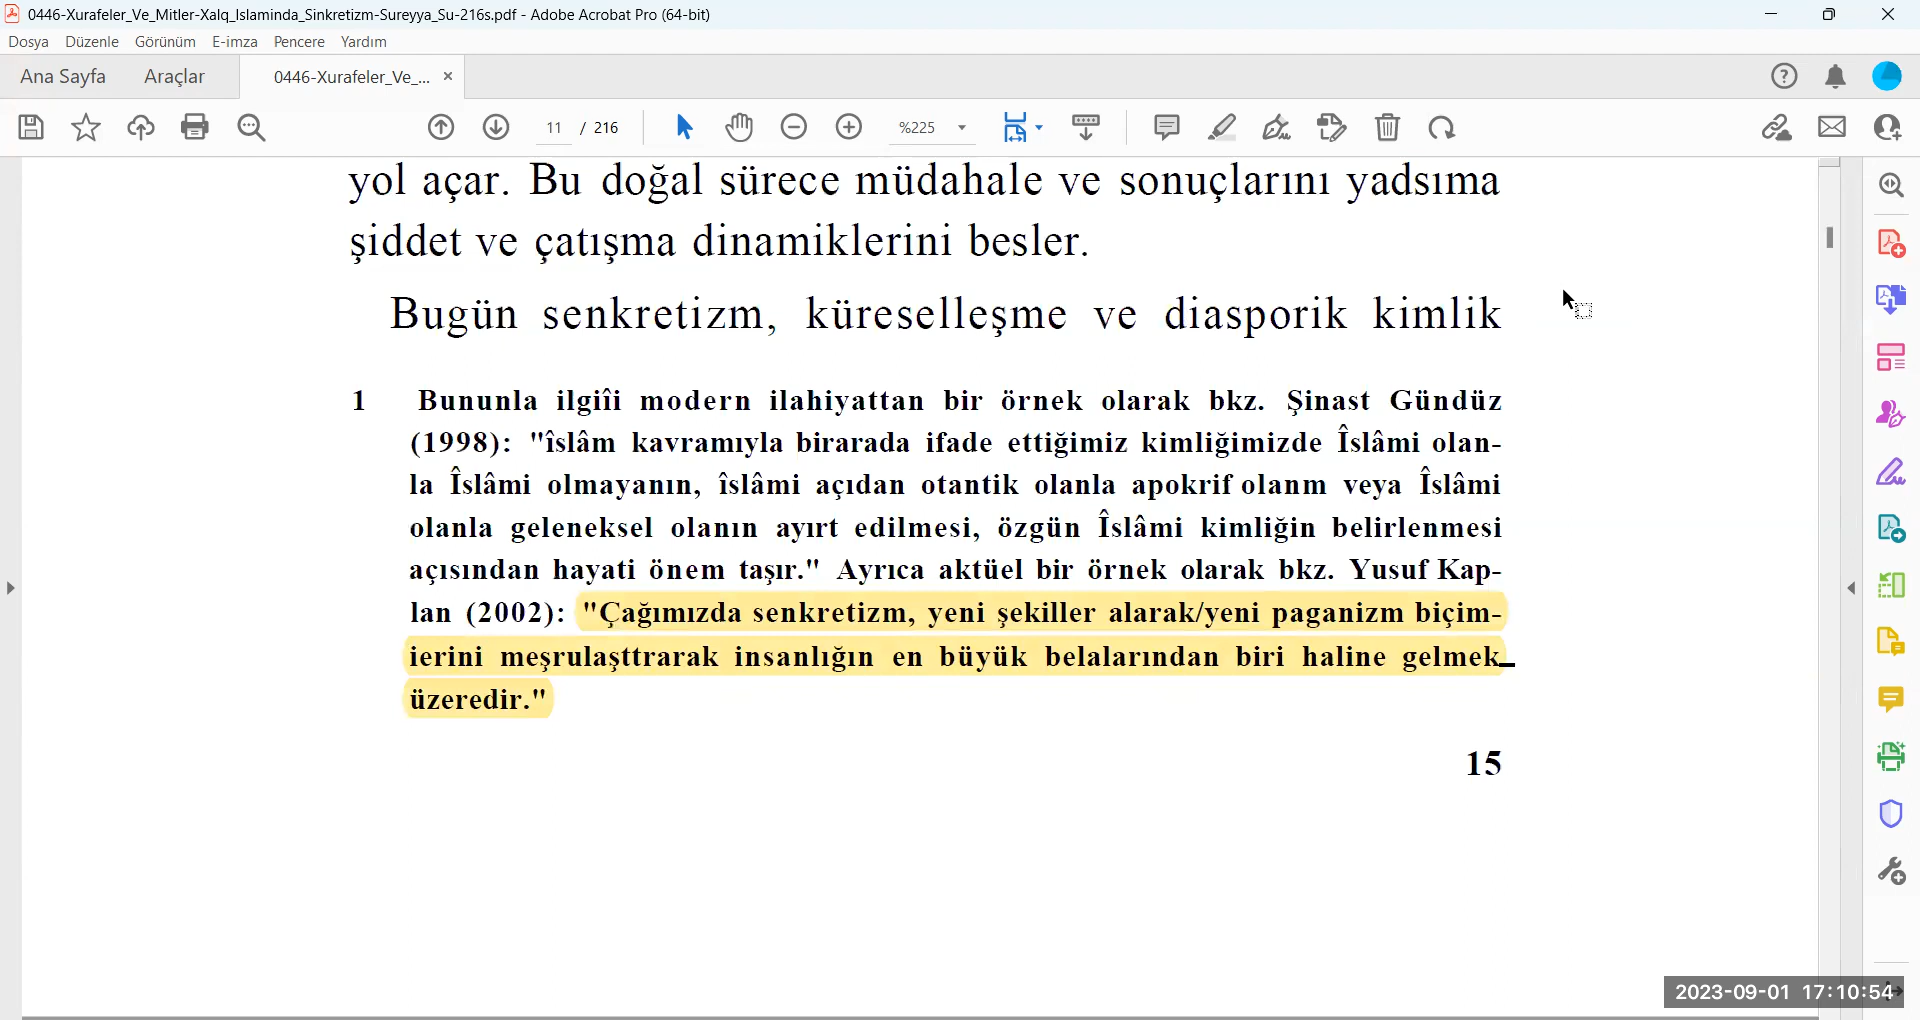 0446-Xurafeler_Ve_Mitler-Xalq_Islaminda_Sinkretizm-Sureyya_Su-216s.pdf - Adobe Acrobat Pro (64-bit)
Dosya Düzenle Görünüm E-imza Pencere Yardım
Ana Sayfa Araçlar 0446-Xurafeler_Ve_... ×
11 / 216 %225
yol açar. Bu doğal sürece müdahale ve sonuçlarını yadsıma
şiddet ve çatışma dinamiklerini besler.
Bugün senkretizm, küreselleşme ve diasporik kimlik
1 Bununla ilgiîi modern ilahiyattan bir örnek olarak bkz. Şinast Gündüz
(1998): "îslâm kavramıyla birarada ifade ettiğimiz kimliğimizde Îslâmi olan-
la Îslâmi olmayanın, îslâmi açıdan otantik olanla apokrif olanm veya Îslâmi
olanla geleneksel olanın ayırt edilmesi, özgün Îslâmi kimliğin belirlenmesi
açısından hayati önem taşır." Ayrıca aktüel bir örnek olarak bkz. Yusuf Kap-
lan (2002): "Çağımızda senkretizm, yeni şekiller alarak/yeni paganizm biçim-
ierini meşrulaşttrarak insanlığın en büyük belalarından biri haline gelmek
üzeredir."
15
2023-09-01 17:10:54